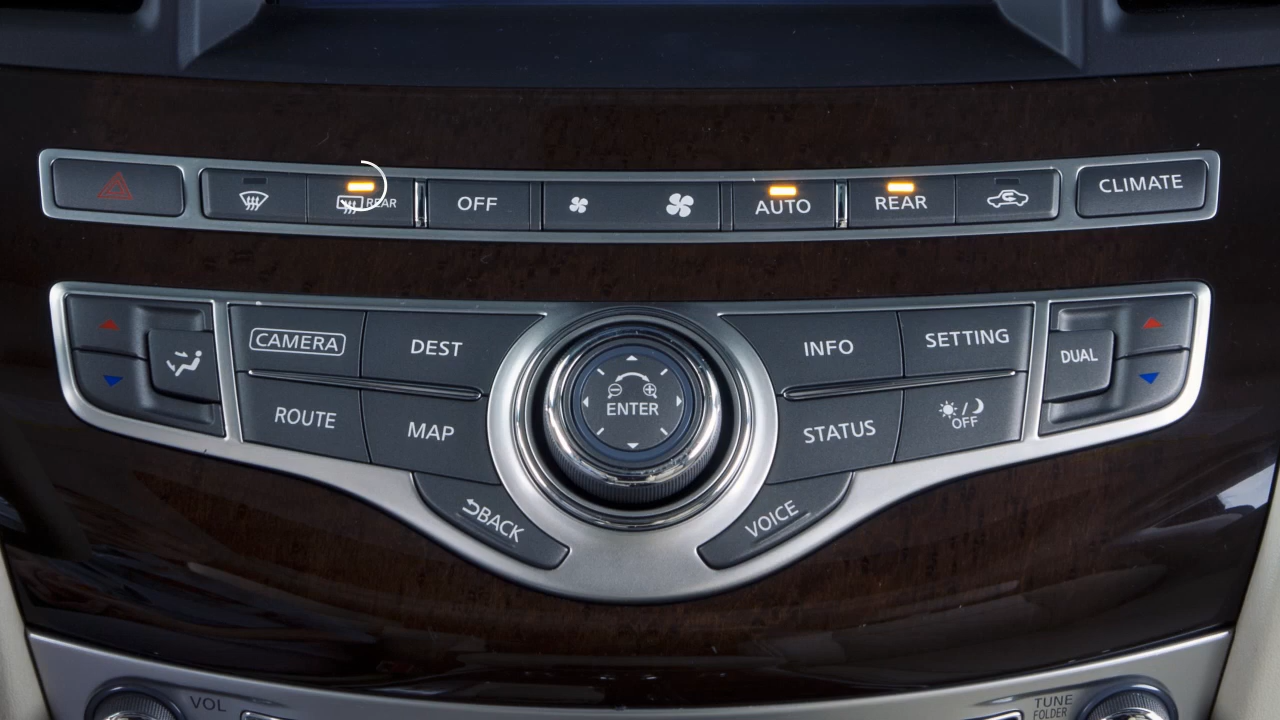 REAR
OFF
AUTO
REAR
CLIMATE
CAMERA
DEST
INFO
SETTING
DUAL
ENTER
ROUTE
MAP
STATUS
OFF
BACK
VOICE
VOL
TUNE
FOLDER